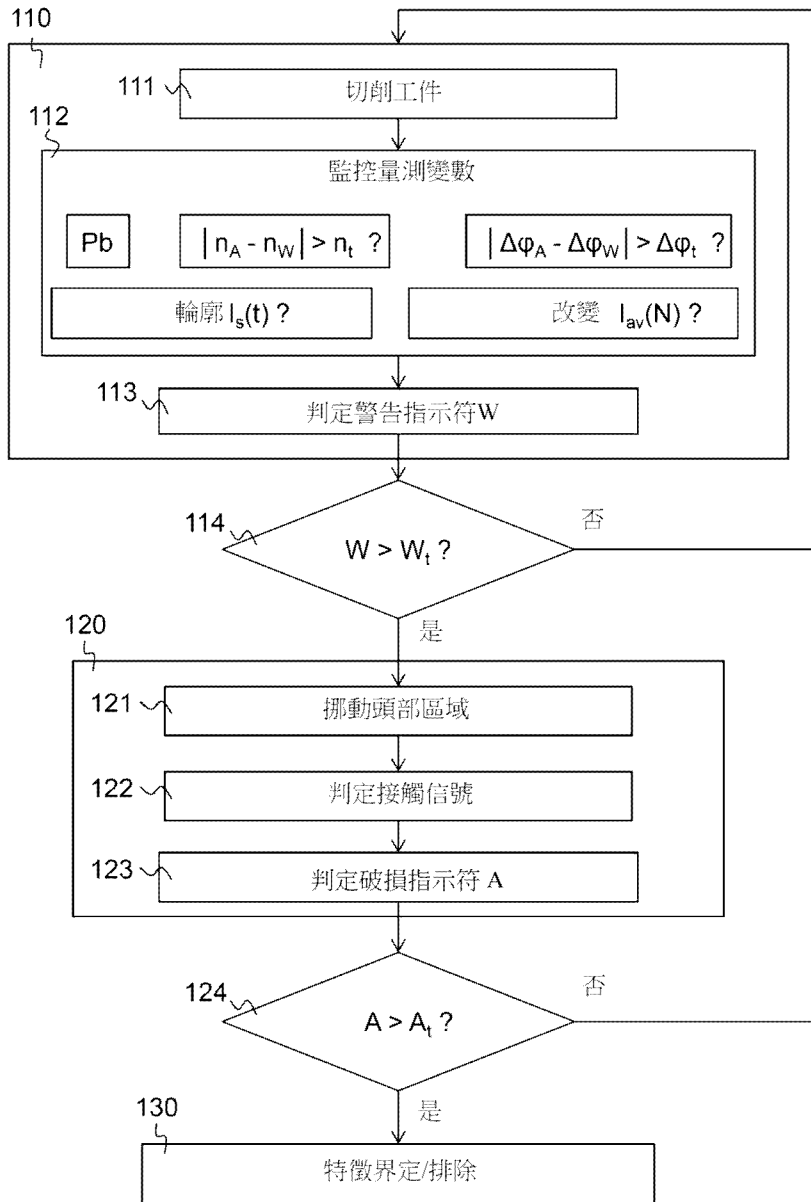 110
111
切削工件
112
監控量測變數
Pb
| n_A - n_W | > n_t ?
| Δφ_A - Δφ_W | > Δφ_t ?
輪廓 I_s(t) ?
改變 I_av(N) ?
113
判定警告指示符W
114
W > W_t ?
否
是
120
121
挪動頭部區域
122
判定接觸信號
123
判定破損指示符 A
124
A > A_t ?
否
是
130
特徵界定/排除